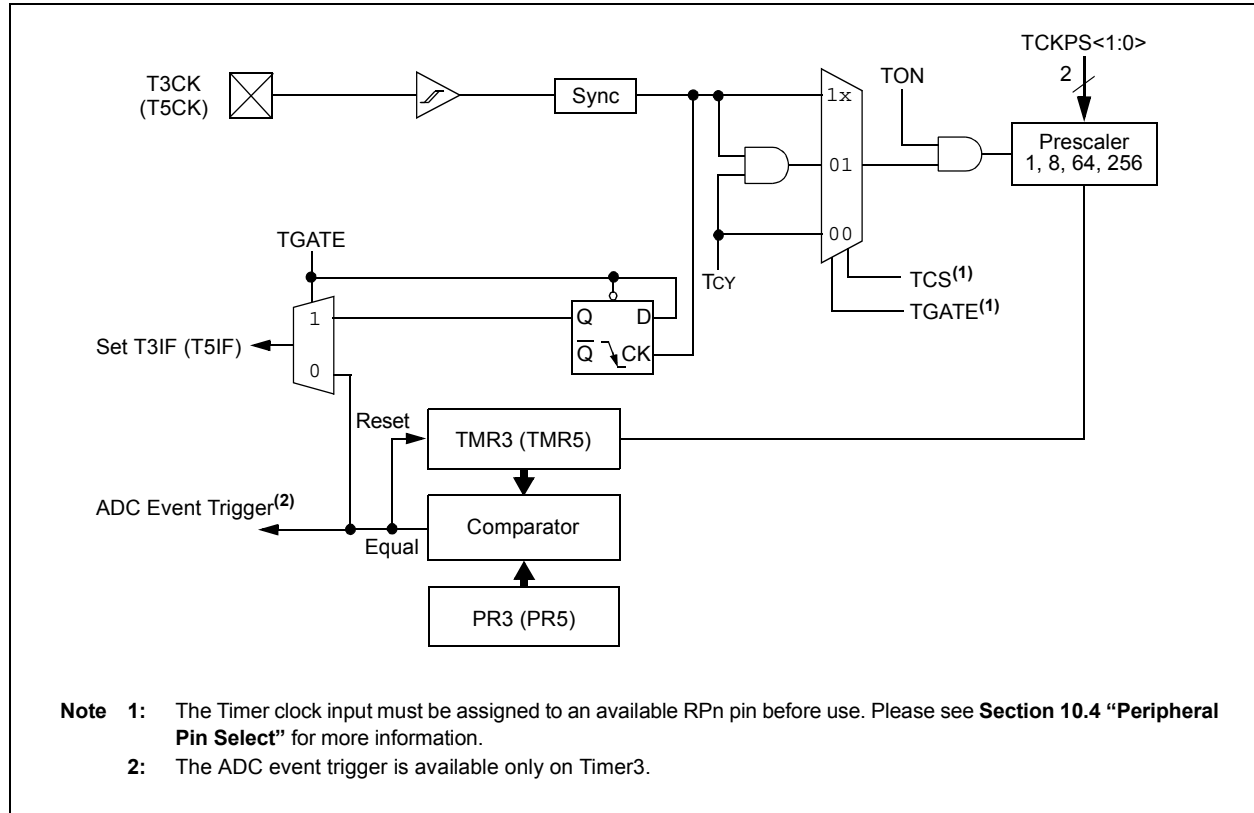 TCKPS<1:0>
2
T3CK
(T5CK)
Sync
TON
1x
Prescaler
1, 8, 64, 256
01
00
TGATE
TCY
TCS(1)
TGATE(1)
1
Q D
Set T3IF (T5IF)
Q CK
0
Reset
TMR3 (TMR5)
ADC Event Trigger(2)
Comparator
Equal
PR3 (PR5)
Note 1: The Timer clock input must be assigned to an available RPn pin before use. Please see Section 10.4 “Peripheral
Pin Select” for more information.
2: The ADC event trigger is available only on Timer3.